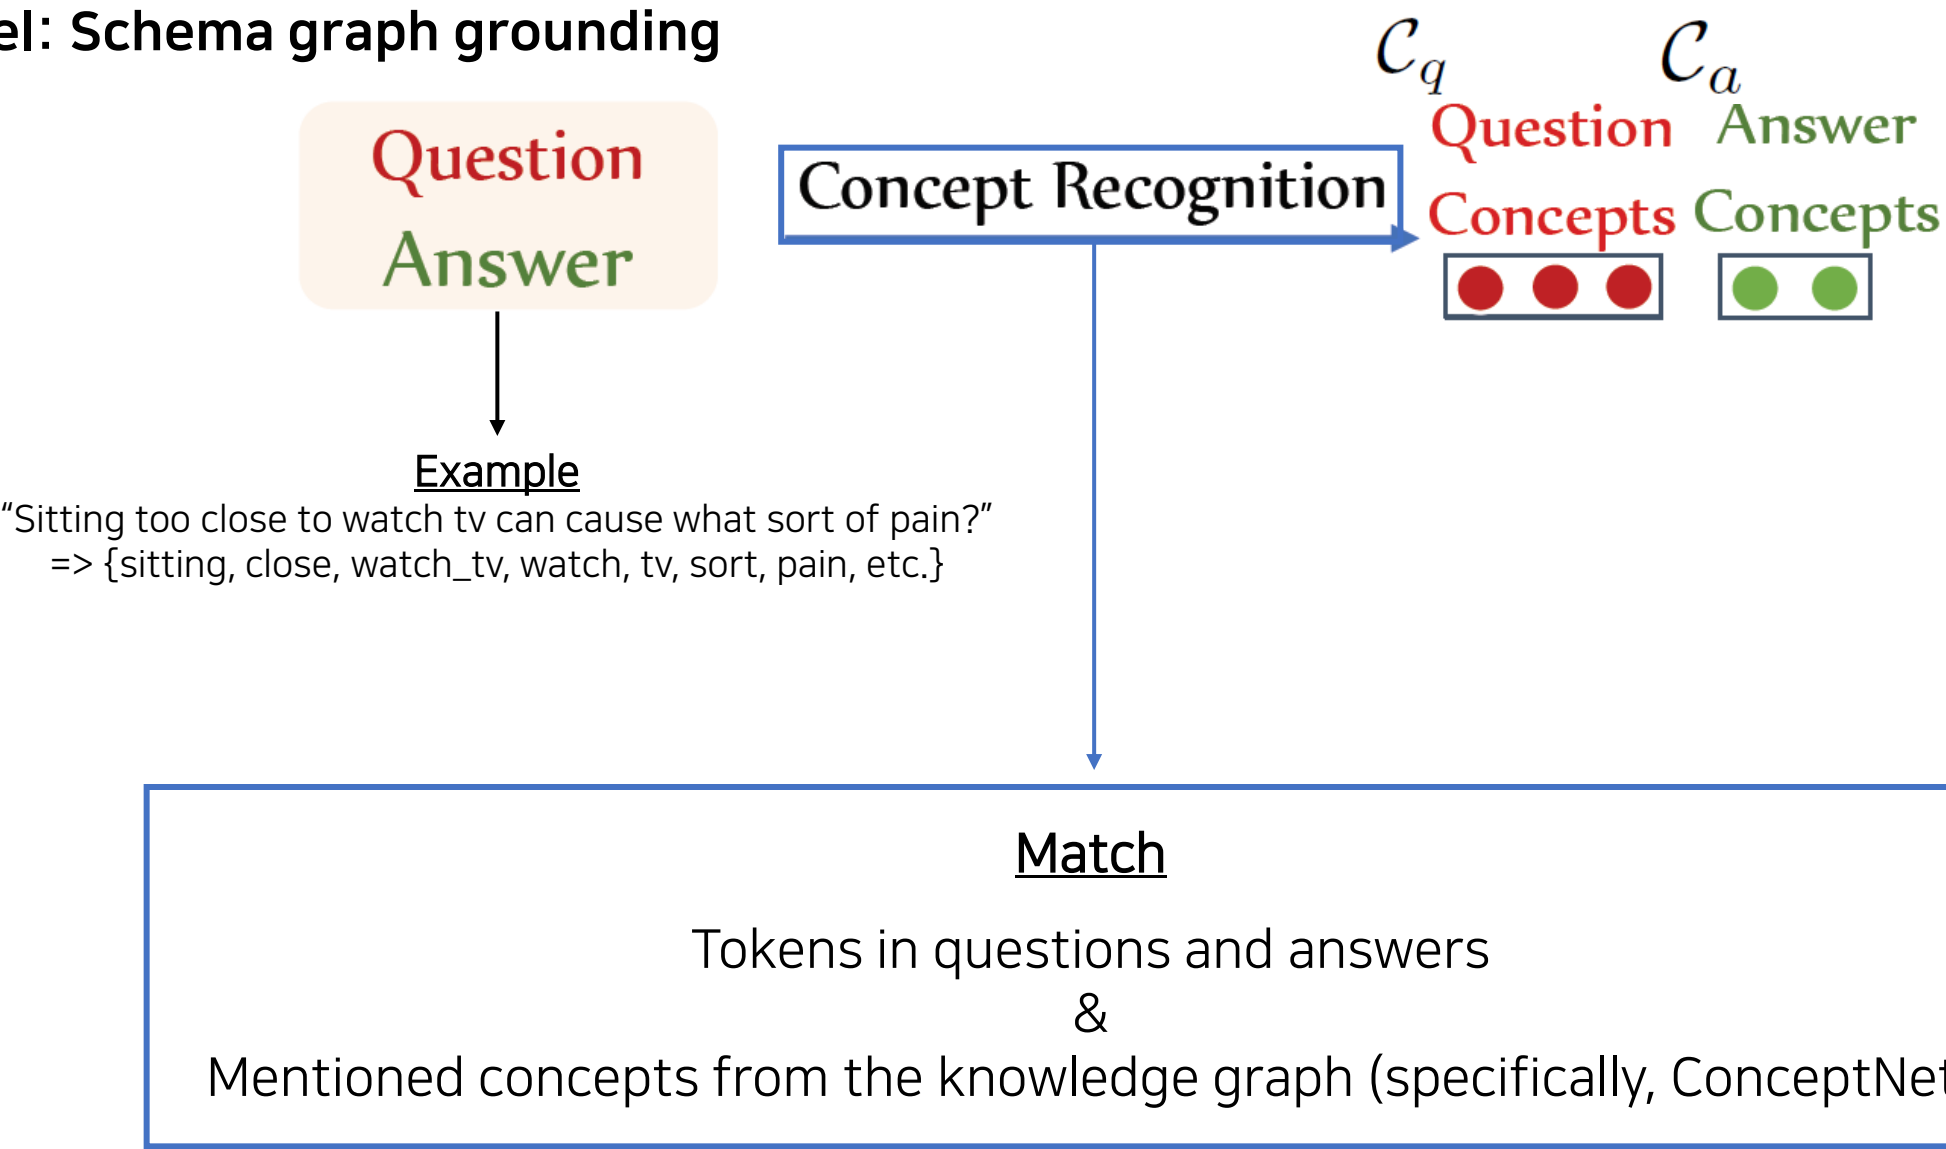 el: Schema graph grounding
𝒞q 𝒞a
Question
Answer
Concept Recognition
Question Answer
Concepts Concepts
Example
“Sitting too close to watch tv can cause what sort of pain?”
=> {sitting, close, watch_tv, watch, tv, sort, pain, etc.}
Match
Tokens in questions and answers
&
Mentioned concepts from the knowledge graph (specifically, ConceptNet